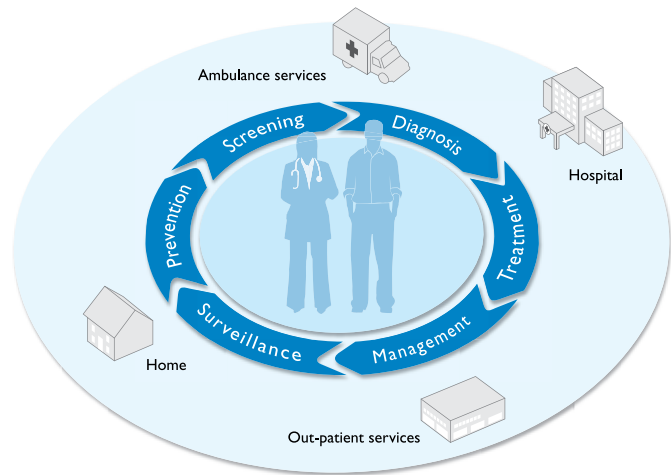 Ambulance services
Screening
Diagnosis
Hospital
Prevention
Treatment
Surveillance
Management
Home
Out-patient services